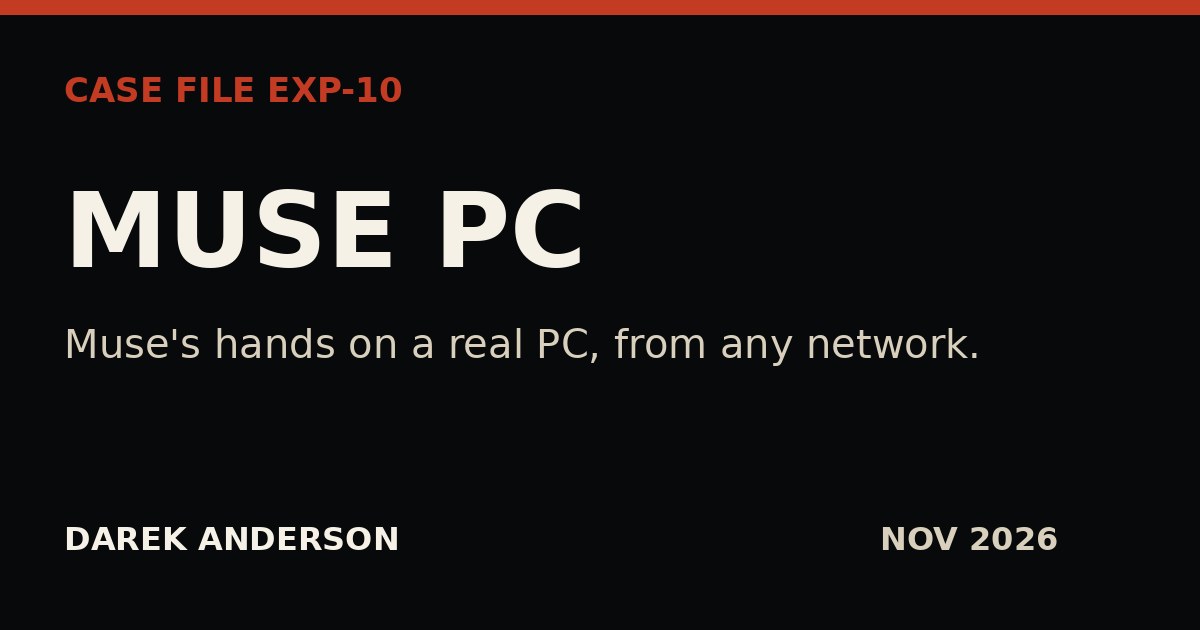 CASE FILE EXP-10
MUSE PC
Muse's hands on a real PC, from any network.
DAREK ANDERSON
NOV 2026